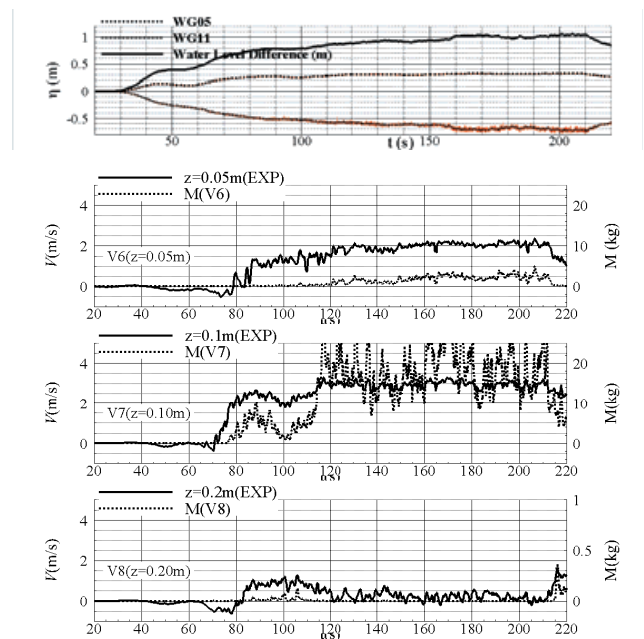 WG05
WG11
Water Level Difference (m)
η (m)
1
0.5
0
-0.5
50 100 150 200
t (s)
z=0.05m(EXP)
M(V6)
V(m/s)
4
2
0
V6(z=0.05m)
20
10
0
M (kg)
20 40 60 80 100 120 140 160 180 200 220
z=0.1m(EXP)
M(V7)
V(m/s)
4
2
0
V7(z=0.10m)
20
10
0
M(kg)
20 40 60 80 100 120 140 160 180 200 220
z=0.2m(EXP)
M(V8)
V(m/s)
4
2
0
V8(z=0.20m)
1
0.5
0
M(kg)
20 40 60 80 100 120 140 160 180 200 220